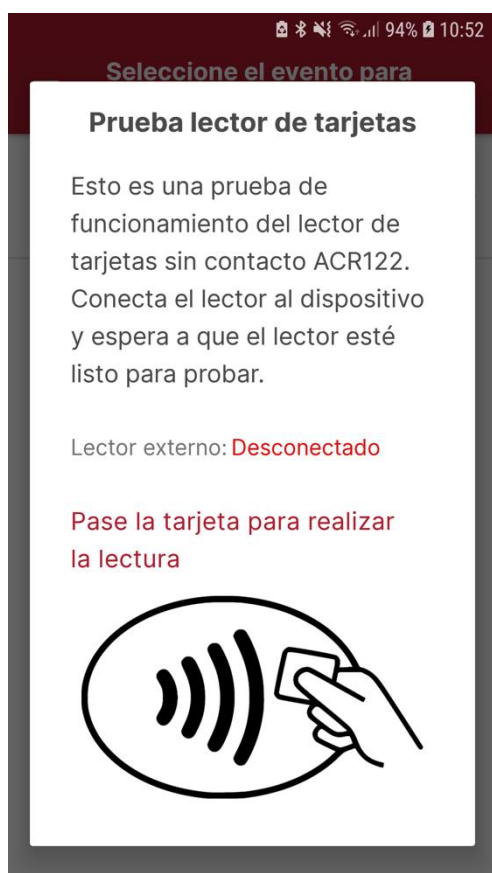 94% 10:52
Seleccione el evento para
Prueba lector de tarjetas
Esto es una prueba de
funcionamiento del lector de
tarjetas sin contacto ACR122.
Conecta el lector al dispositivo
y espera a que el lector esté
listo para probar.
Lector externo: Desconectado
Pase la tarjeta para realizar
la lectura